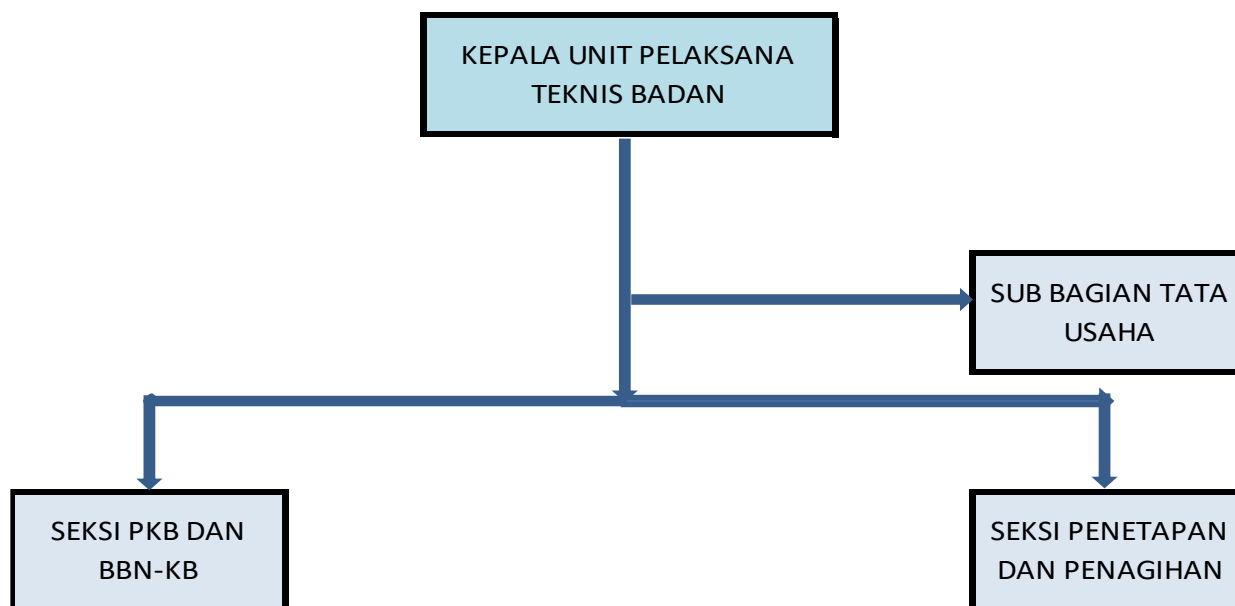 KEPALA UNIT PELAKSANA
TEKNIS BADAN
SUB BAGIAN TATA
USAHA
SEKSI PKB DAN
BBN-KB
SEKSI PENETAPAN
DAN PENAGIHAN